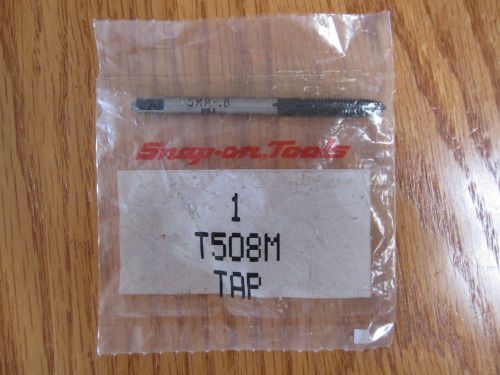 5MM-.8
USA
Snap-on Tools
1
T508M
TAP